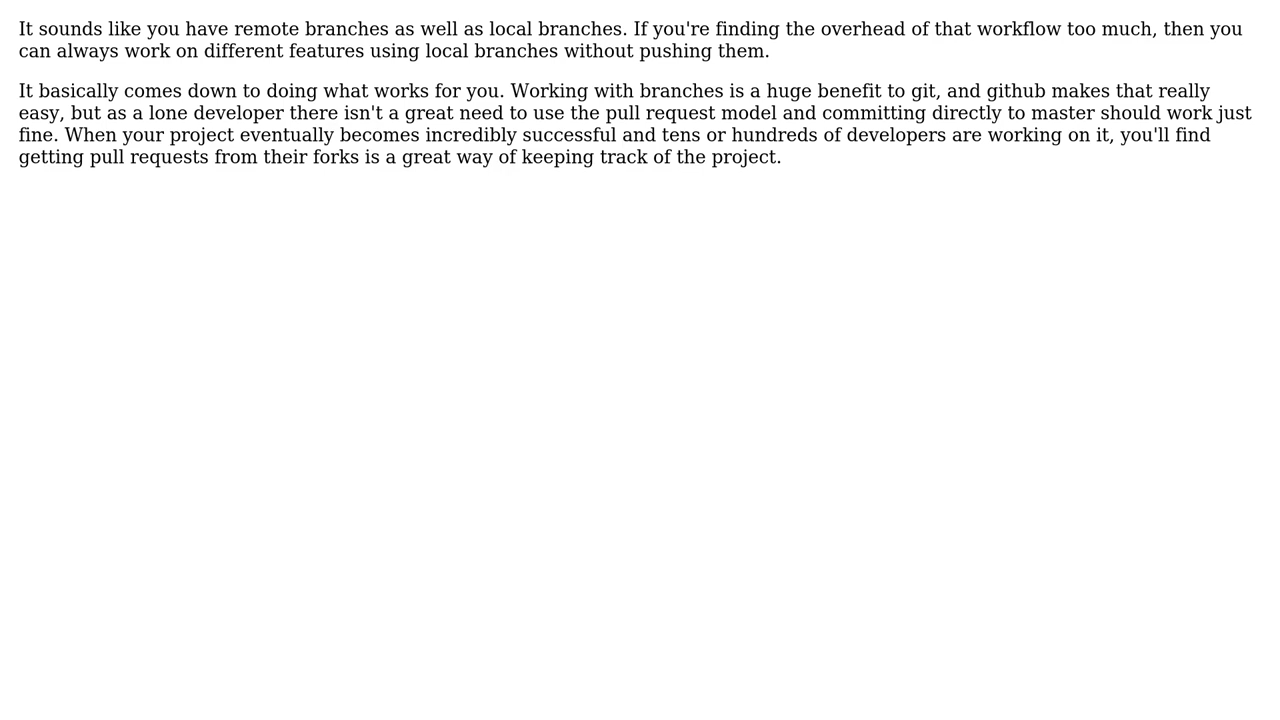 It sounds like you have remote branches as well as local branches. If you're finding the overhead of that workflow too much, then you
can always work on different features using local branches without pushing them.
It basically comes down to doing what works for you. Working with branches is a huge benefit to git, and github makes that really
easy, but as a lone developer there isn't a great need to use the pull request model and committing directly to master should work just
fine. When your project eventually becomes incredibly successful and tens or hundreds of developers are working on it, you'll find
getting pull requests from their forks is a great way of keeping track of the project.